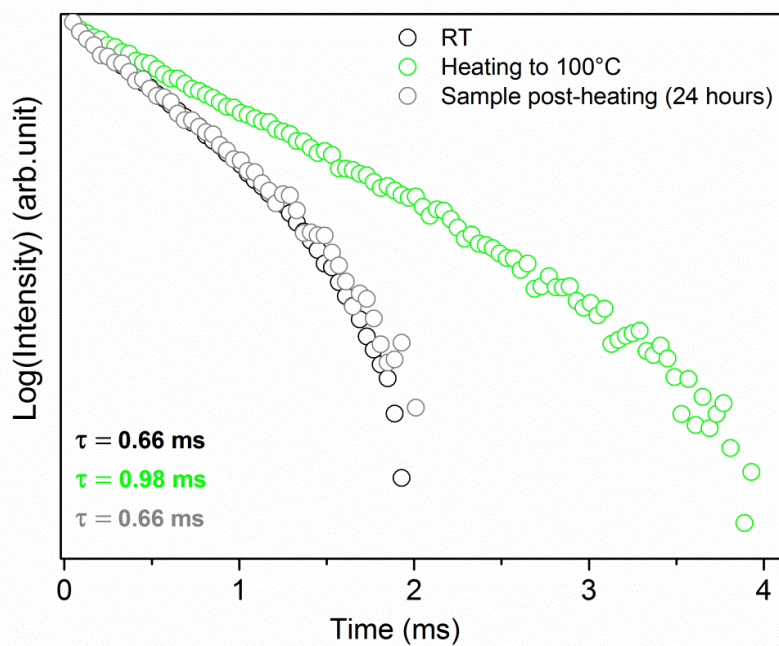 RT
Heating to 100°C
Sample post-heating (24 hours)
Log(Intensity) (arb.unit)
τ = 0.66 ms
τ = 0.98 ms
τ = 0.66 ms
0 1 2 3 4
Time (ms)